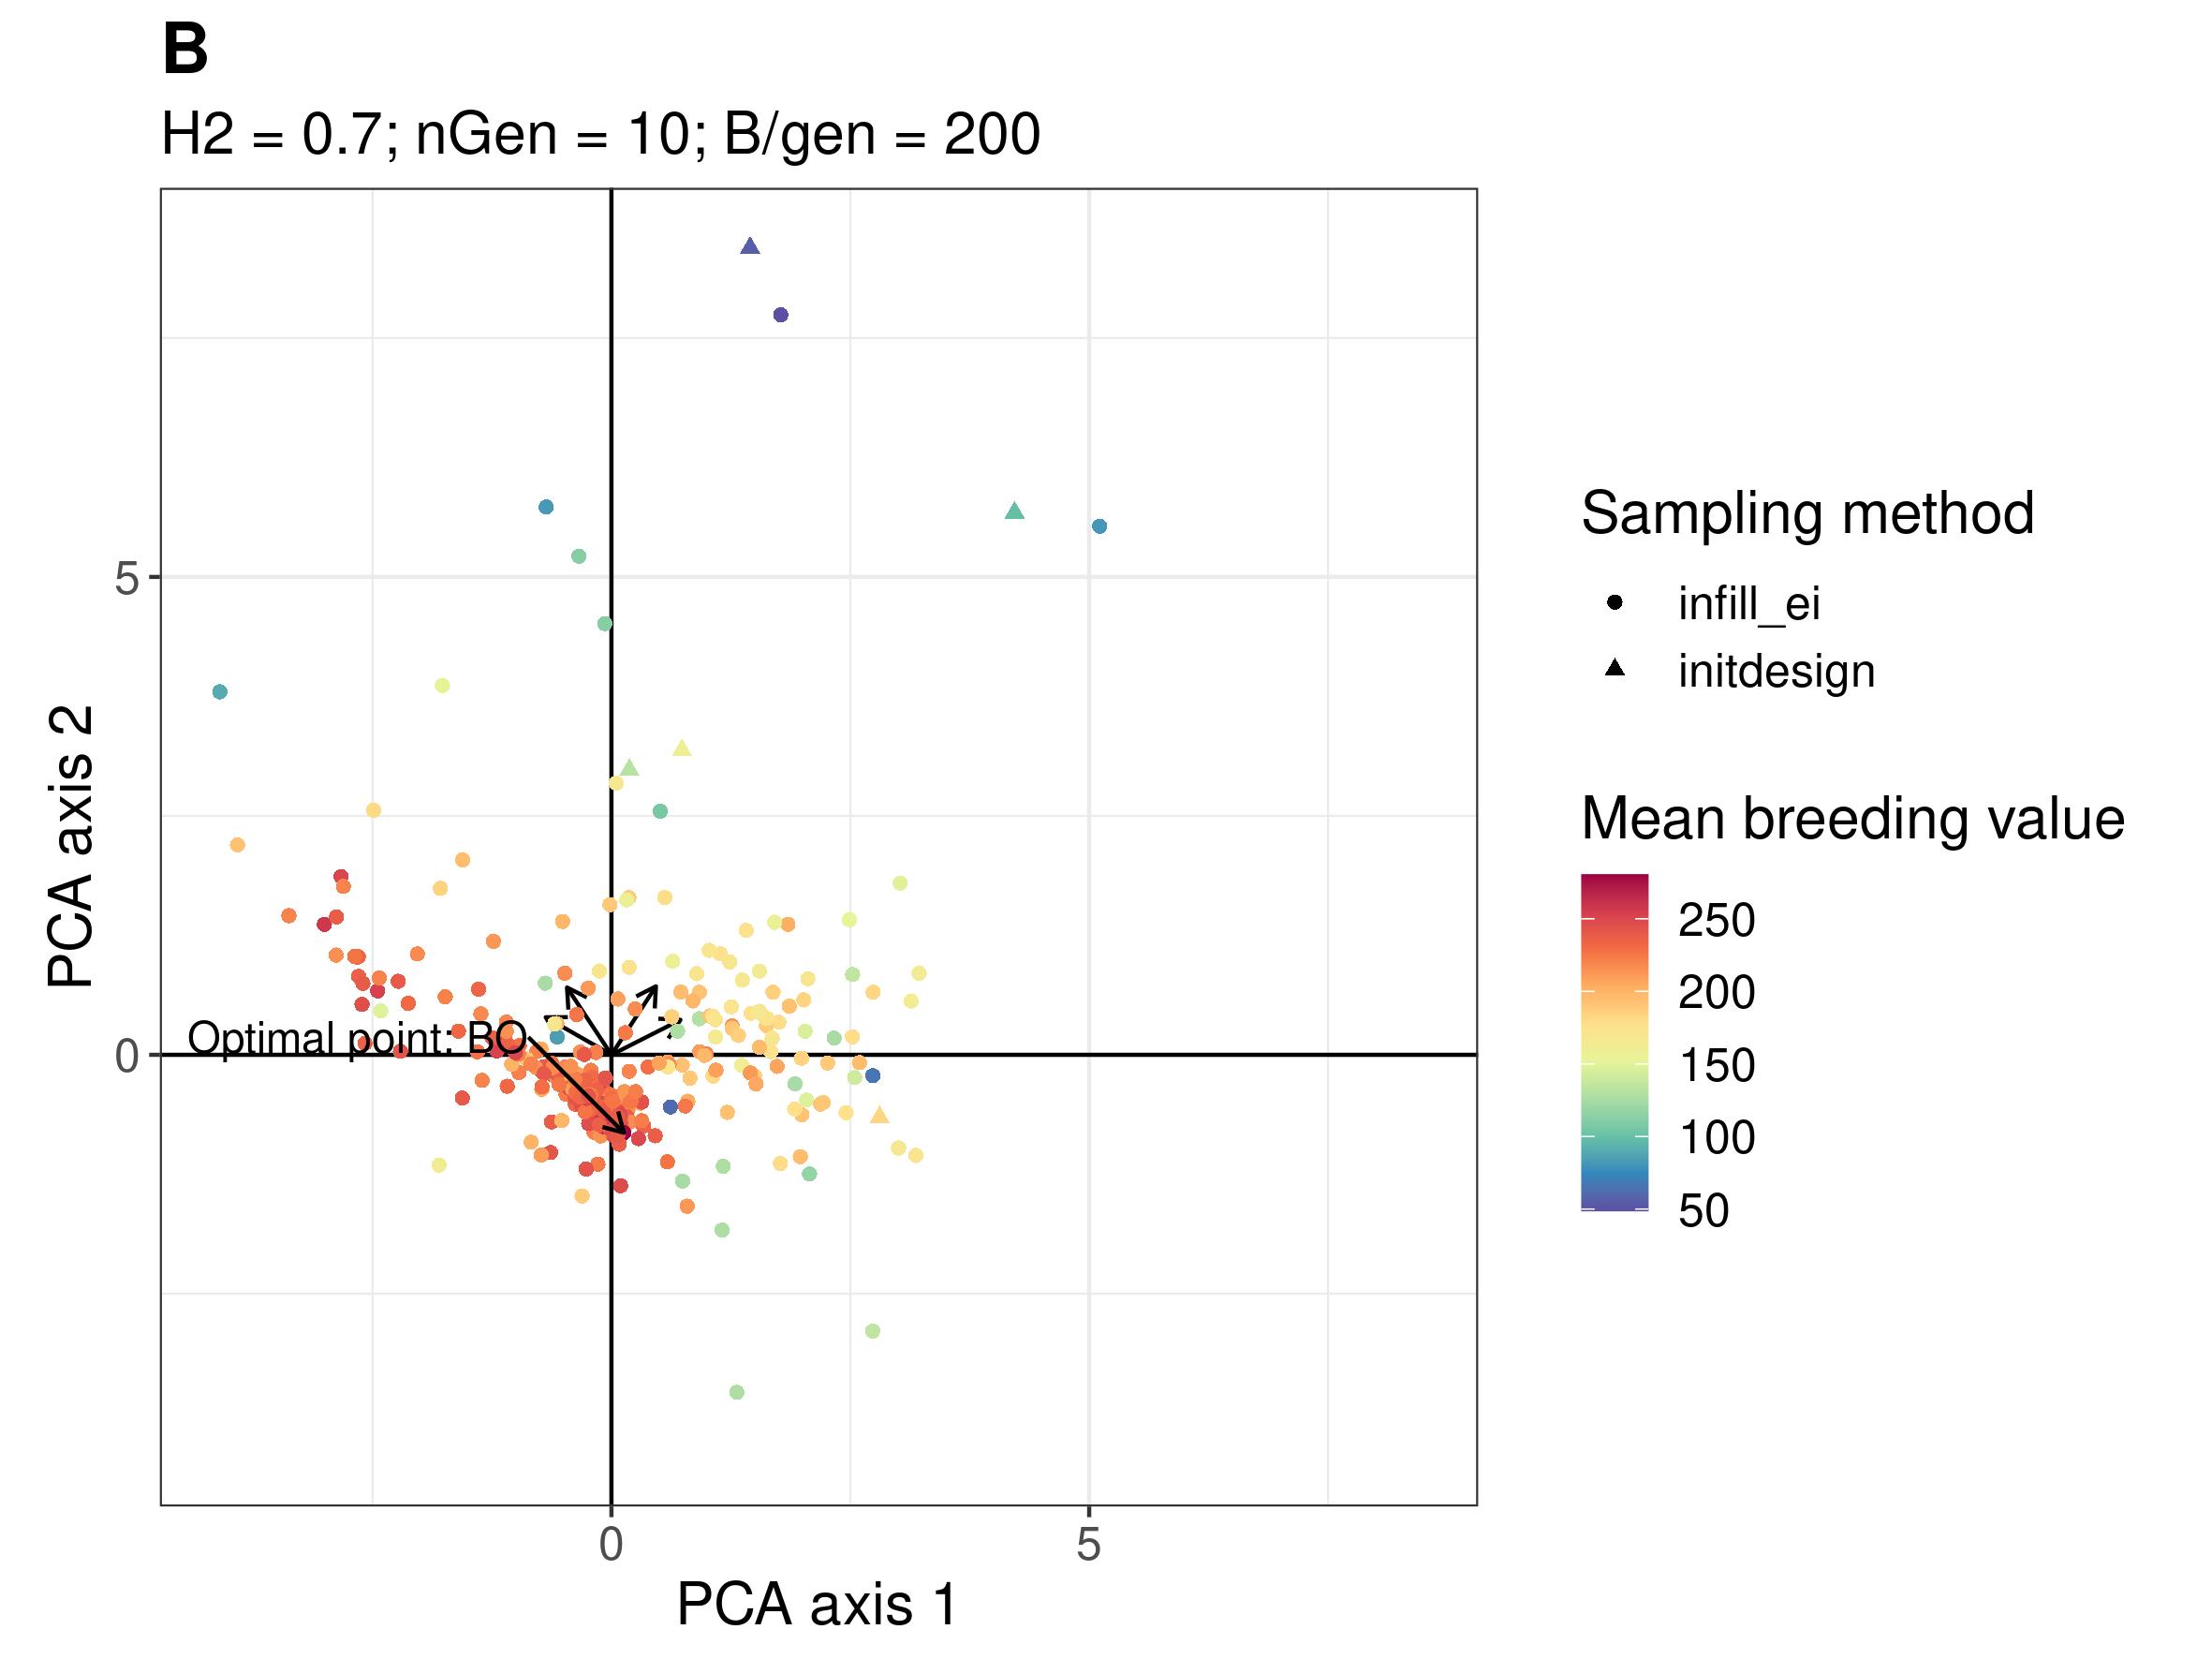 B
H2 = 0.7; nGen = 10; B/gen = 200
5
0
Optimal point: BO
0
5
PCA axis 1
PCA axis 2
Sampling method
infill_ei
initdesign
Mean breeding value
250
200
150
100
50